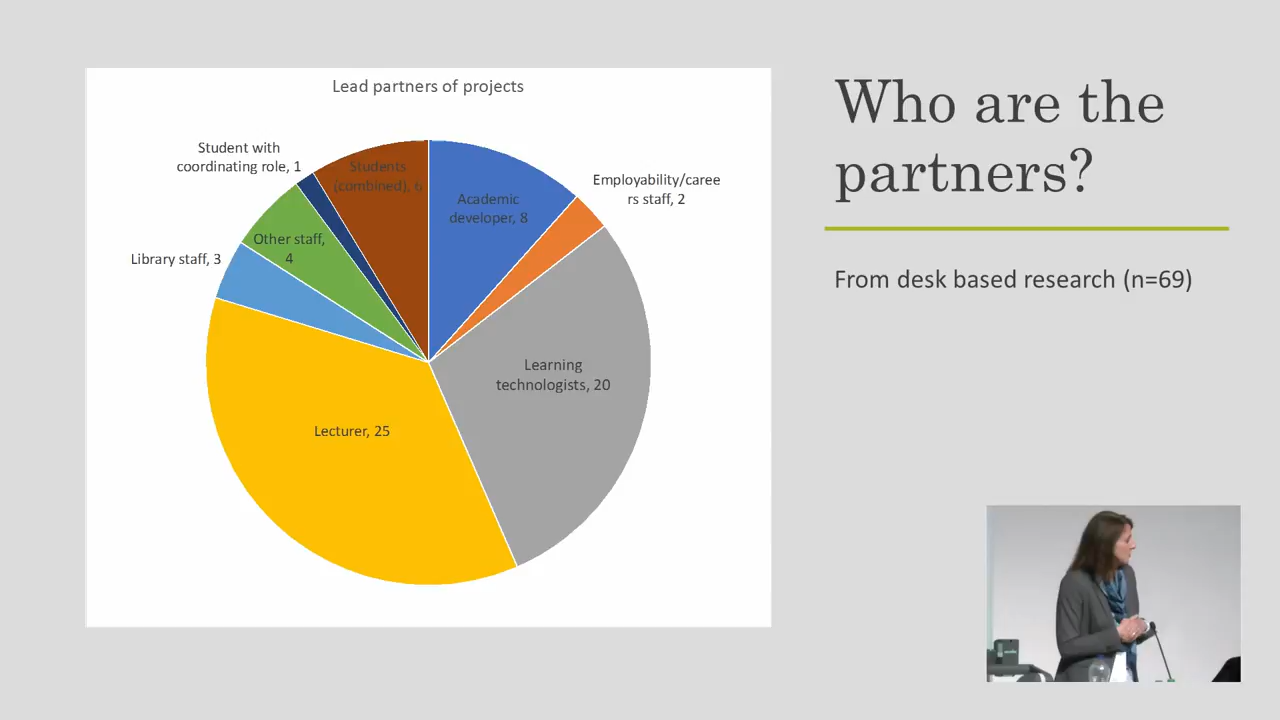 Who are the
partners?
From desk based research (n=69)
Lead partners of projects
Student with
coordinating role, 1
Students
(combined), 6
Academic
developer, 8
Employability/caree
rs staff, 2
Library staff, 3
Other staff,
4
Learning
technologists, 20
Lecturer, 25